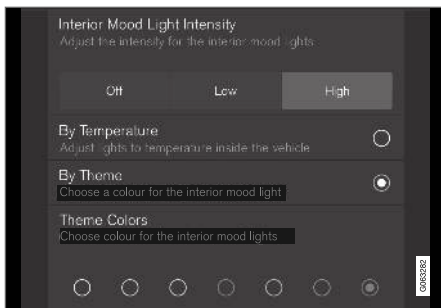 Interior Mood Light Intensity
Adjust the intensity for the interior mood lights
Off Low High
By Temperature
Adjust lights to temperature inside the vehicle
By Theme
Choose a colour for the interior mood light
Theme Colors
Choose colour for the interior mood lights
G063282